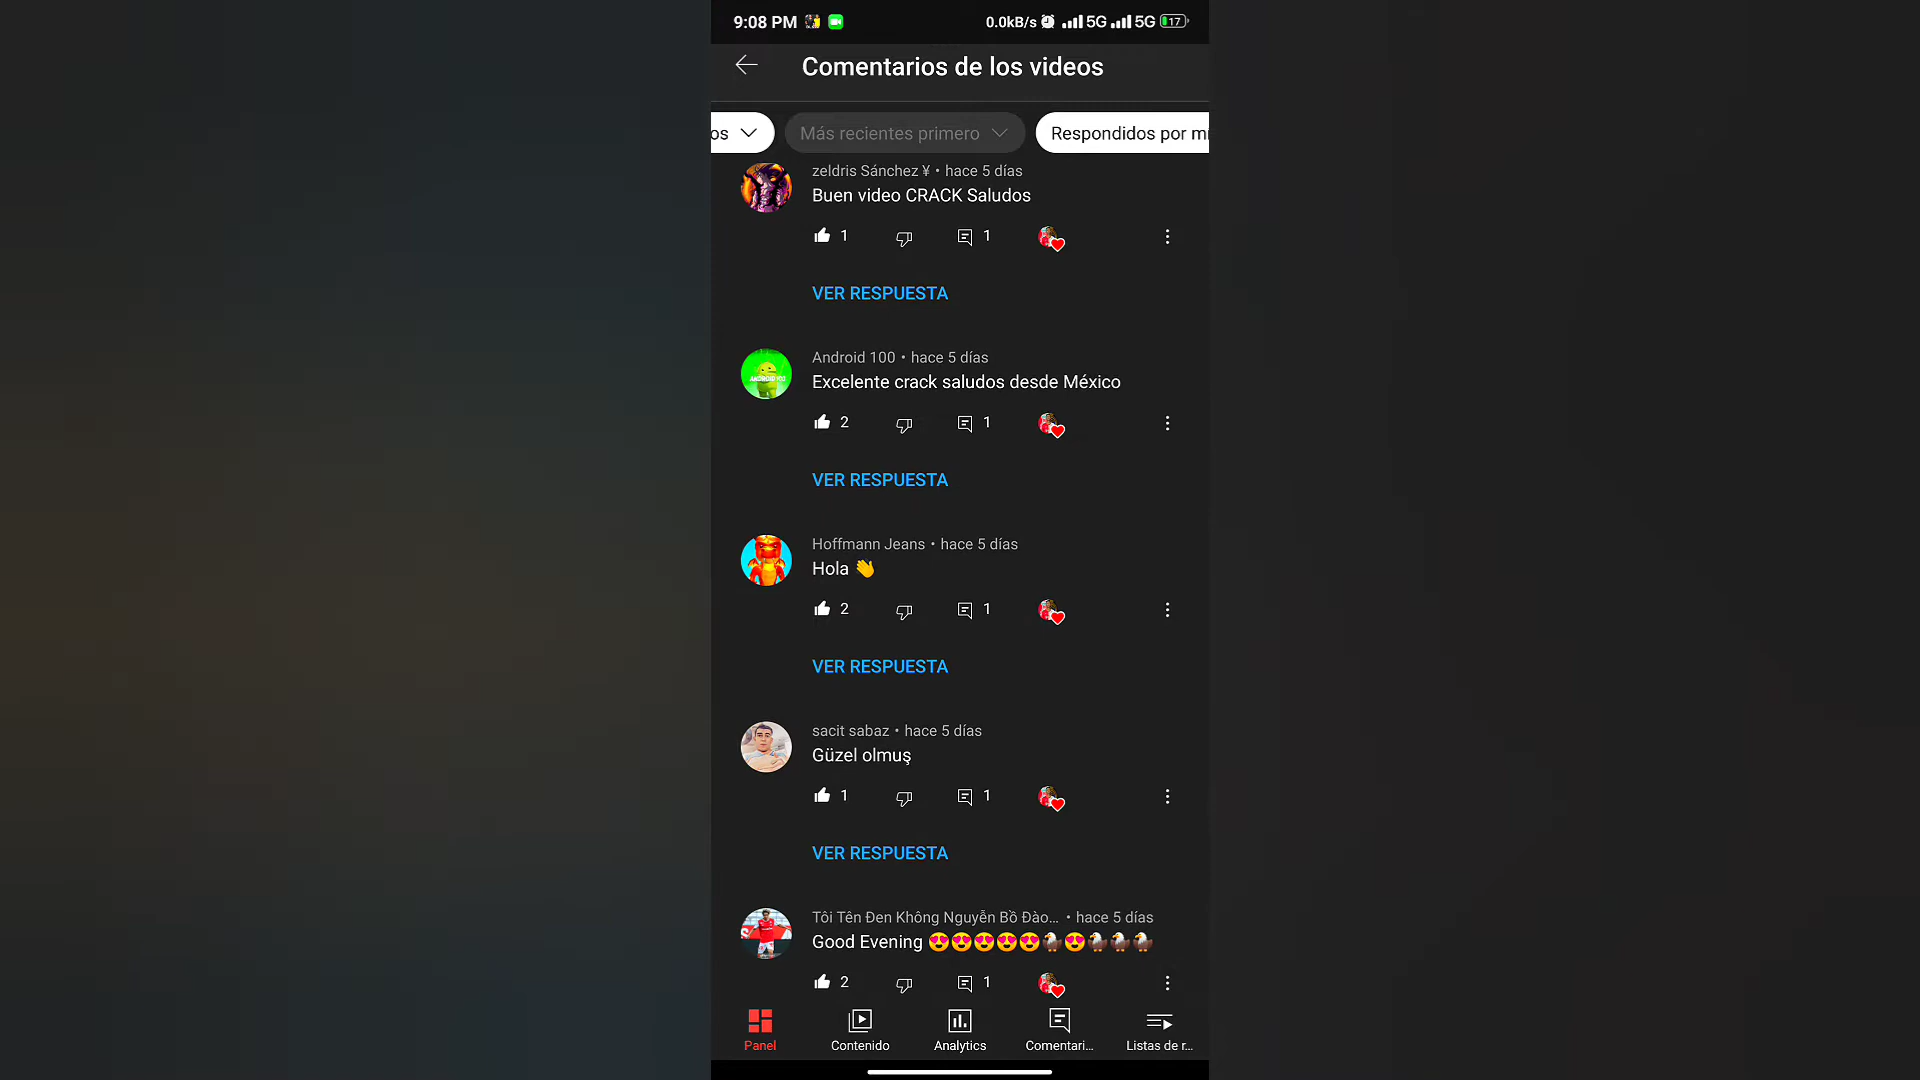 9:08 PM 0.0kB/s 5G 5G 17
Comentarios de los videos
os Más recientes primero Respondidos por mi
zeldris Sánchez ¥ • hace 5 días
Buen video CRACK Saludos
1 1
VER RESPUESTA
Android 100 • hace 5 días
Excelente crack saludos desde México
2 1
VER RESPUESTA
Hoffmann Jeans • hace 5 días
Hola 👋
2 1
VER RESPUESTA
sacit sabaz • hace 5 días
Güzel olmuş
1 1
VER RESPUESTA
Tôi Tên Đen Không Nguyễn Bồ Đào... • hace 5 días
Good Evening 😍😍😍😍😍🦅😍🦅🦅🦅
2 1
Panel Contenido Analytics Comentari... Listas de r...